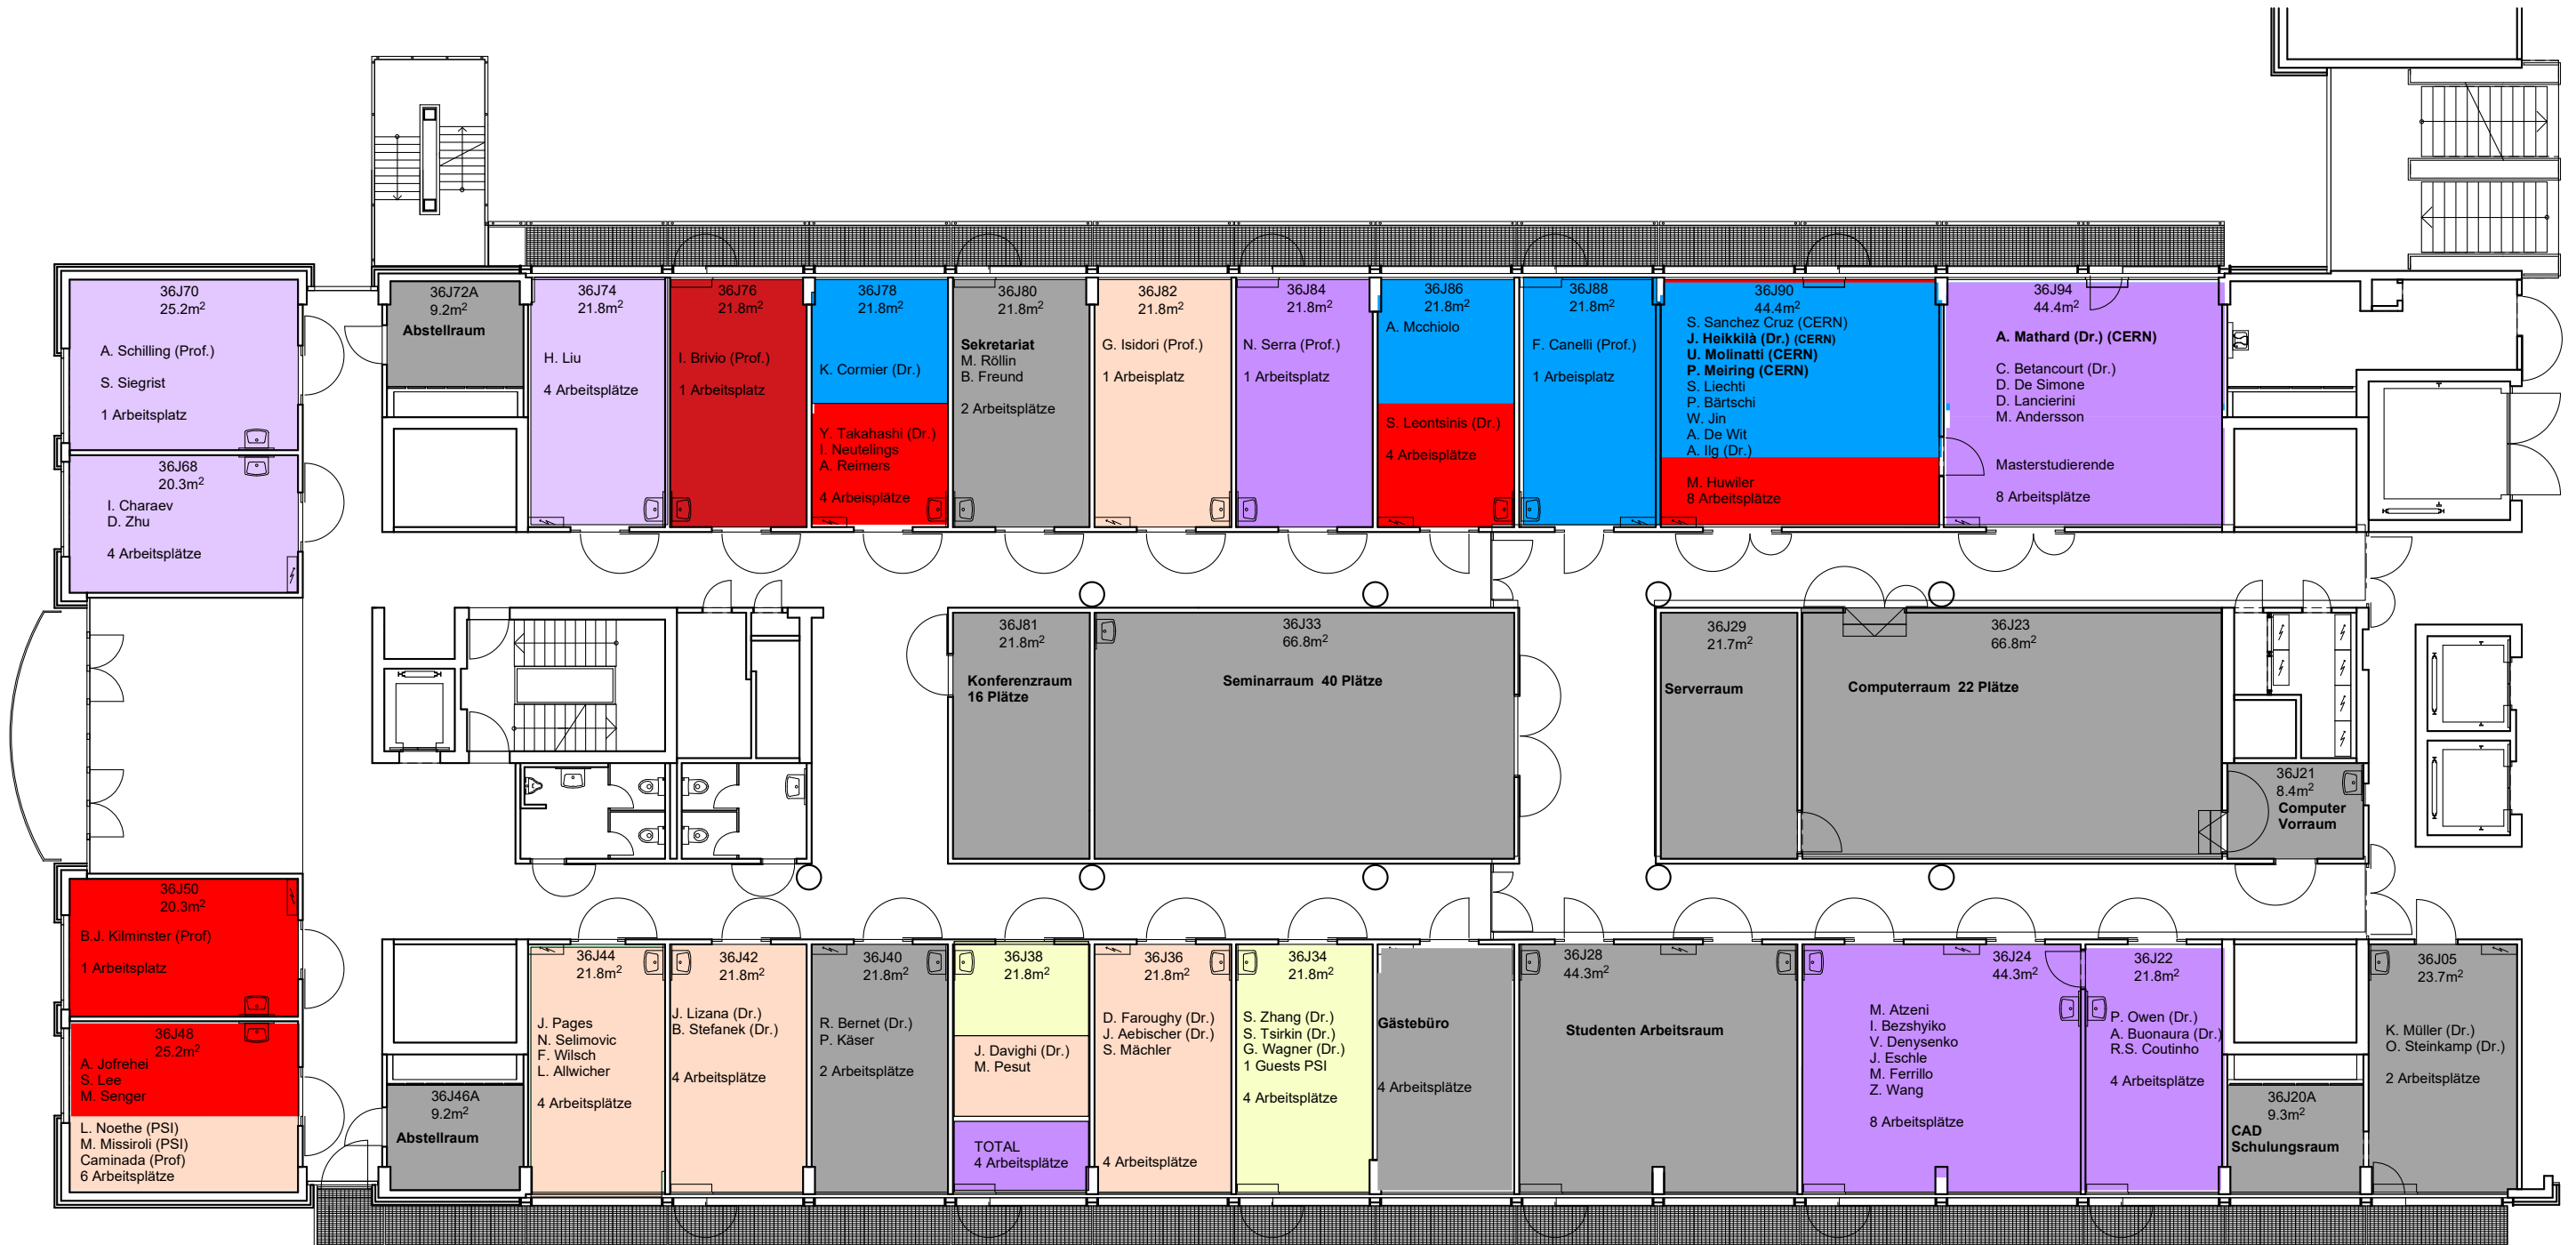 36J70
25.2m²
A. Schilling (Prof.)
S. Siegrist
1 Arbeitsplatz
36J68
20.3m²
I. Charaev
D. Zhu
4 Arbeitsplätze
36J72A
9.2m²
Abstellraum
36J74
21.8m²
H. Liu
4 Arbeitsplätze
36J76
21.8m²
I. Brivio (Prof.)
1 Arbeitsplatz
36J78
21.8m²
K. Cormier (Dr.)
Y. Takahashi (Dr.)
I. Neutelings
A. Reimers
4 Arbeisplätze
36J80
21.8m²
Sekretariat
M. Röllin
B. Freund
2 Arbeitsplätze
36J82
21.8m²
G. Isidori (Prof.)
1 Arbeisplatz
36J84
21.8m²
N. Serra (Prof.)
1 Arbeitsplatz
36J86
21.8m²
A. Mcchiolo
S. Leontsinis (Dr.)
4 Arbeisplätze
36J88
21.8m²
F. Canelli (Prof.)
1 Arbeisplatz
36J90
44.4m²
S. Sanchez Cruz (CERN)
J. Heikkilà (Dr.) (CERN)
U. Molinatti (CERN)
P. Meiring (CERN)
S. Liechti
P. Bärtschi
W. Jin
A. De Wit
A. Ilg (Dr.)
M. Huwiler
8 Arbeitsplätze
36J94
44.4m²
A. Mathard (Dr.) (CERN)
C. Betancourt (Dr.)
D. De Simone
D. Lancierini
M. Andersson
Masterstudierende
8 Arbeitsplätze
36J81
21.8m²
Konferenzraum
16 Plätze
36J33
66.8m²
Seminarraum 40 Plätze
36J29
21.7m²
Serverraum
36J23
66.8m²
Computerraum 22 Plätze
36J21
8.4m²
Computer
Vorraum
36J50
20.3m²
B.J. Kilminster (Prof)
1 Arbeitsplatz
36J48
25.2m²
A. Jofrehei
S. Lee
M. Senger
L. Noethe (PSI)
M. Missiroli (PSI)
Caminada (Prof)
6 Arbeitsplätze
36J46A
9.2m²
Abstellraum
36J44
21.8m²
J. Pages
N. Selimovic
F. Wilsch
L. Allwicher
4 Arbeitsplätze
36J42
21.8m²
J. Lizana (Dr.)
B. Stefanek (Dr.)
4 Arbeitsplätze
36J40
21.8m²
R. Bernet (Dr.)
P. Käser
2 Arbeitsplätze
36J38
21.8m²
J. Davighi (Dr.)
M. Pesut
TOTAL
4 Arbeitsplätze
36J36
21.8m²
D. Faroughy (Dr.)
J. Aebischer (Dr.)
S. Mächler
4 Arbeitsplätze
36J34
21.8m²
S. Zhang (Dr.)
S. Tsirkin (Dr.)
G. Wagner (Dr.)
1 Guests PSI
4 Arbeitsplätze
Gästebüro
4 Arbeitsplätze
36J28
44.3m²
Studenten Arbeitsraum
36J24
44.3m²
M. Atzeni
I. Bezshyiko
V. Denysenko
J. Eschle
M. Ferrillo
Z. Wang
8 Arbeitsplätze
36J22
21.8m²
P. Owen (Dr.)
A. Buonaura (Dr.)
R.S. Coutinho
4 Arbeitsplätze
36J20A
9.3m²
CAD
Schulungsraum
36J05
23.7m²
K. Müller (Dr.)
O. Steinkamp (Dr.)
2 Arbeitsplätze